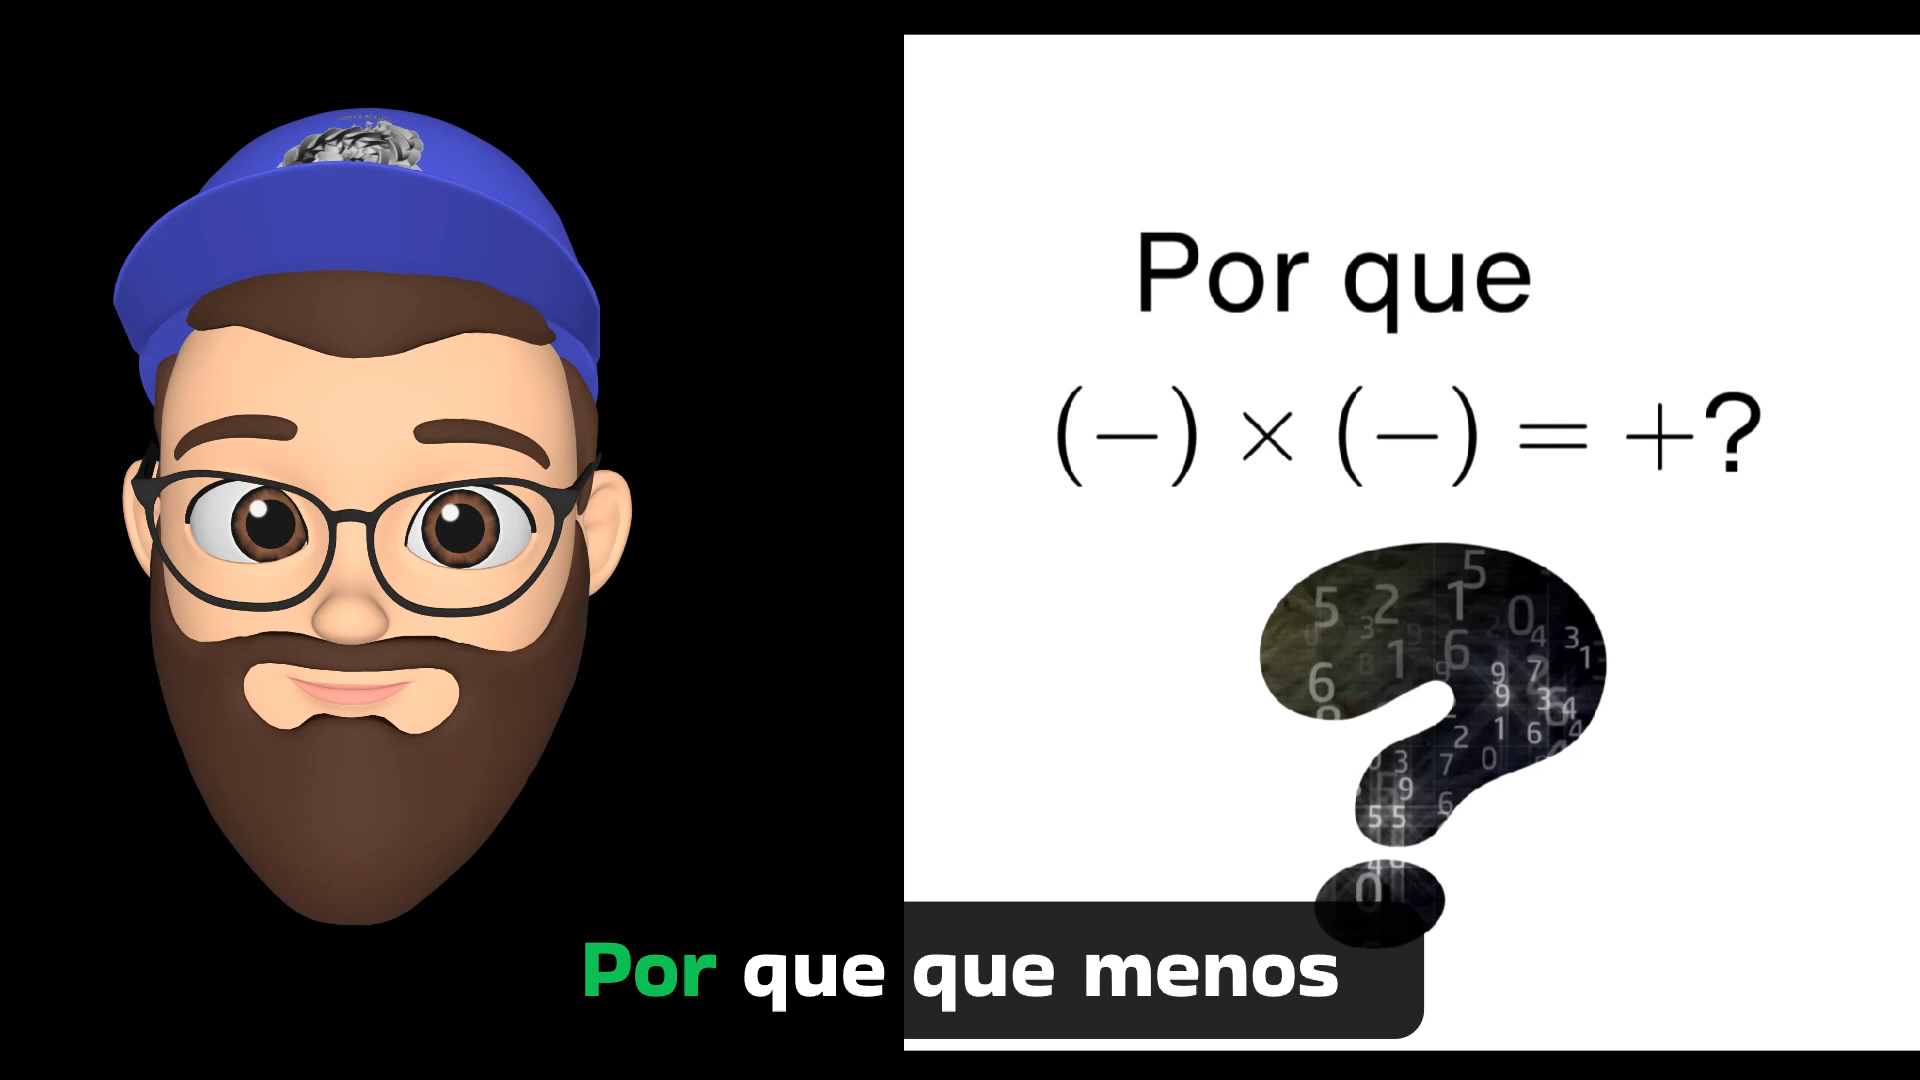 Por que
(−) × (−) = +?
Por que que menos